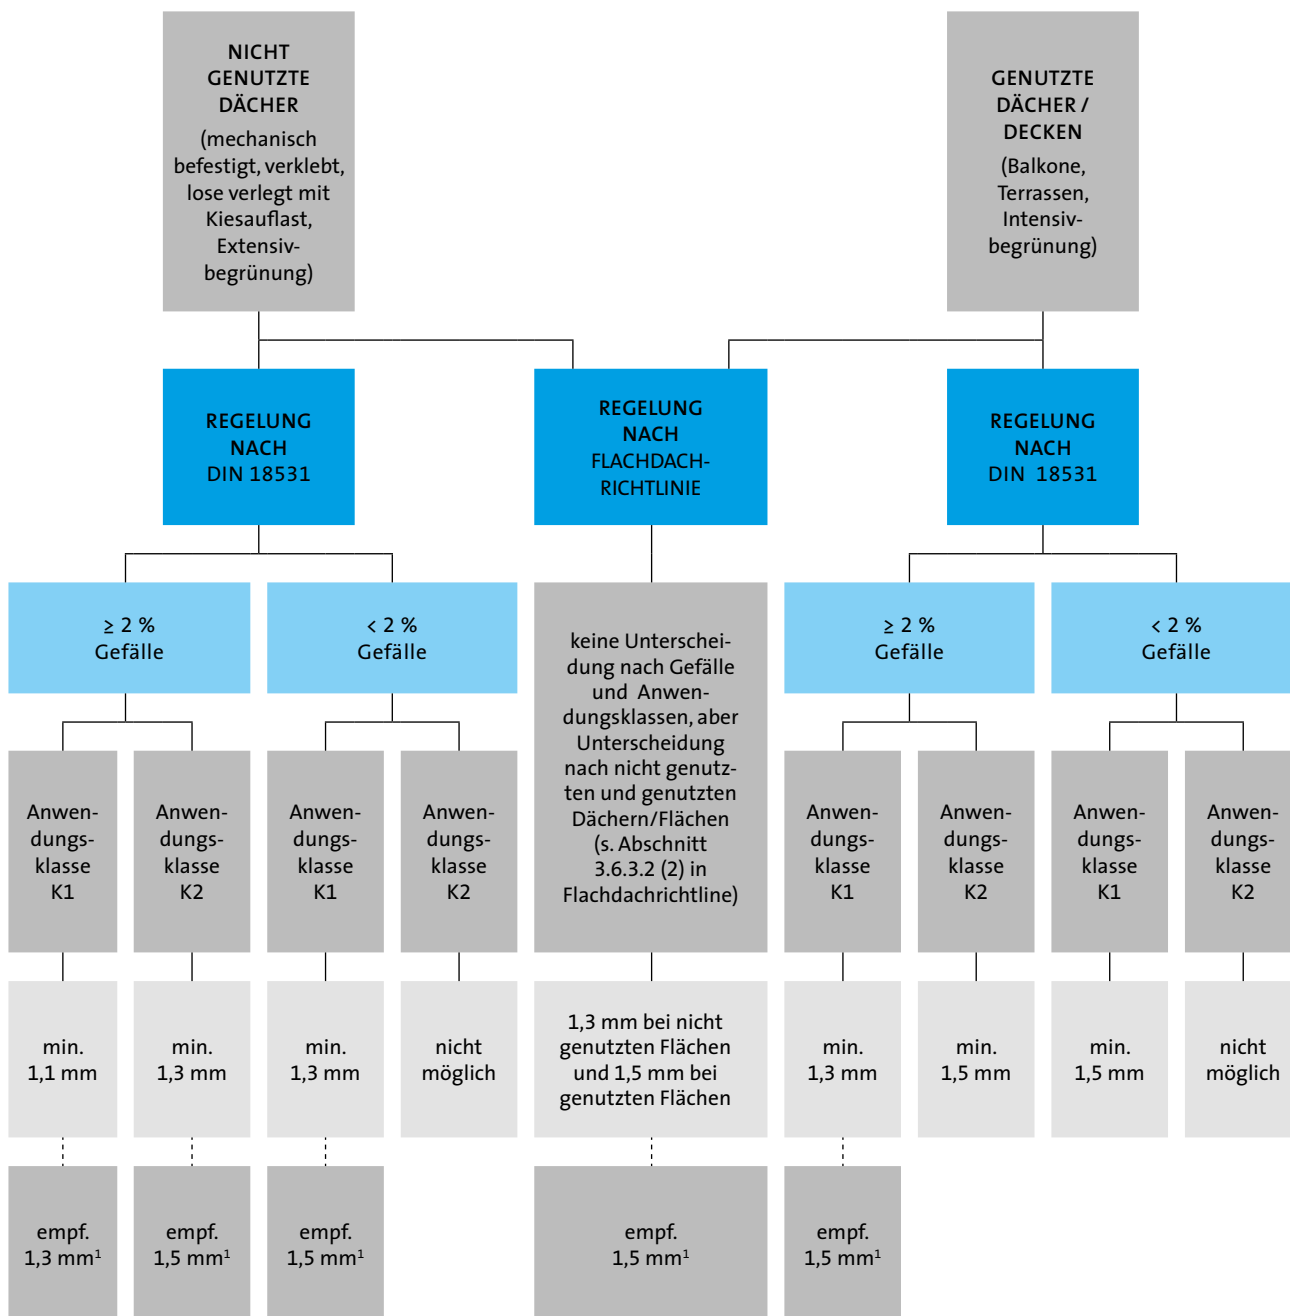 NICHT
GENUTZTE
DÄCHER
(mechanisch
befestigt, verklebt,
lose verlegt mit
Kiesauflast,
Extensiv-
begrünung)
GENUTZTE
DÄCHER /
DECKEN
(Balkone,
Terrassen,
Intensiv-
begrünung)
REGELUNG
NACH
DIN 18531
REGELUNG
NACH
FLACHDACH-
RICHTLINIE
REGELUNG
NACH
DIN 18531
≥ 2 %
Gefälle
< 2 %
Gefälle
keine Unterschei-
dung nach Gefälle
und Anwen-
dungsklassen, aber
Unterscheidung
nach nicht genutz-
ten und genutzten
Dächern/Flächen
(s. Abschnitt
3.6.3.2 (2) in
Flachdachrichtline)
≥ 2 %
Gefälle
< 2 %
Gefälle
Anwen-
dungs-
klasse
K1
Anwen-
dungs-
klasse
K2
Anwen-
dungs-
klasse
K1
Anwen-
dungs-
klasse
K2
Anwen-
dungs-
klasse
K1
Anwen-
dungs-
klasse
K2
Anwen-
dungs-
klasse
K1
Anwen-
dungs-
klasse
K2
min.
1,1 mm
min.
1,3 mm
min.
1,3 mm
nicht
möglich
1,3 mm bei nicht
genutzten Flächen
und 1,5 mm bei
genutzten Flächen
min.
1,3 mm
min.
1,5 mm
min.
1,5 mm
nicht
möglich
empf.
1,3 mm¹
empf.
1,5 mm¹
empf.
1,5 mm¹
empf.
1,5 mm¹
empf.
1,5 mm¹